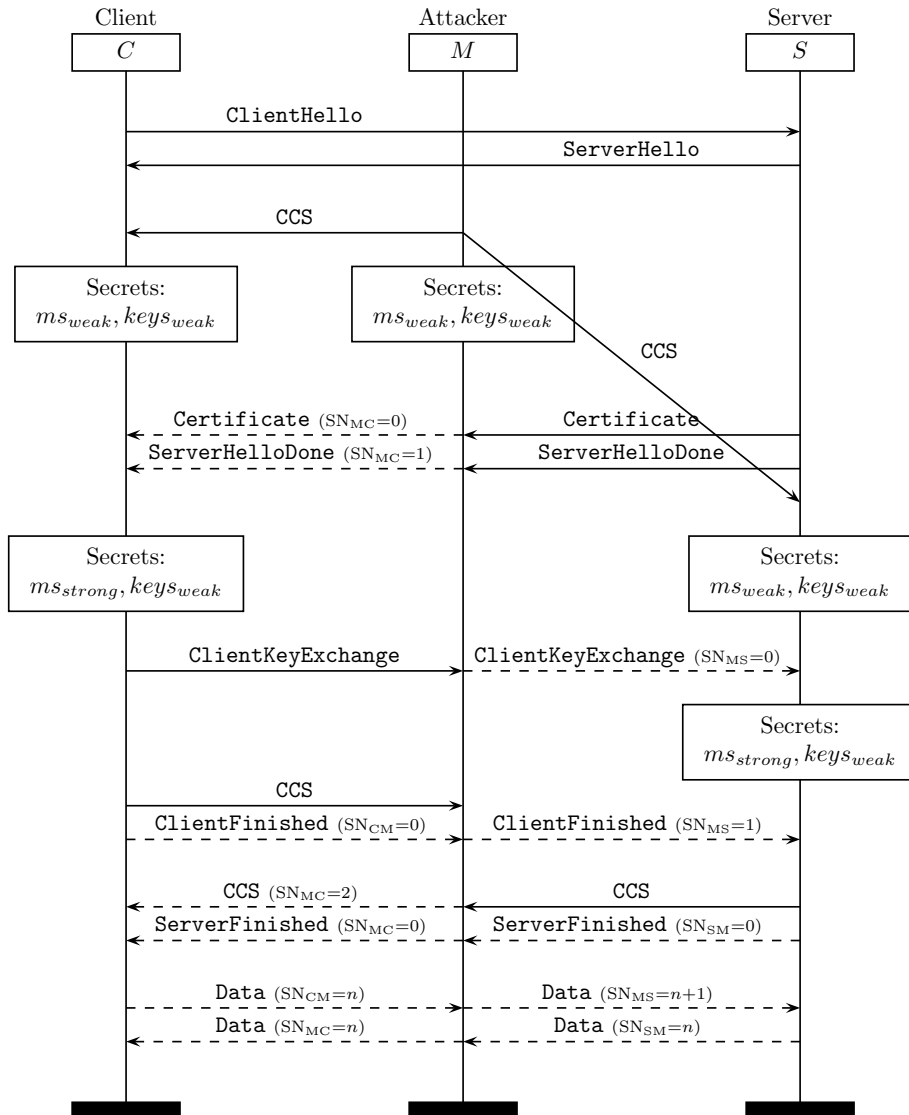 Client Attacker Server
C M S
ClientHello
ServerHello
CCS
Secrets: Secrets:
ms_weak, keys_weak ms_weak, keys_weak
CCS
Certificate (SN_MC=0) Certificate
ServerHelloDone (SN_MC=1) ServerHelloDone
Secrets: Secrets:
ms_strong, keys_weak ms_weak, keys_weak
ClientKeyExchange ClientKeyExchange (SN_MS=0)
Secrets:
ms_strong, keys_weak
CCS
ClientFinished (SN_CM=0) ClientFinished (SN_MS=1)
CCS (SN_MC=2) CCS
ServerFinished (SN_MC=0) ServerFinished (SN_SM=0)
Data (SN_CM=n) Data (SN_MS=n+1)
Data (SN_MC=n) Data (SN_SM=n)